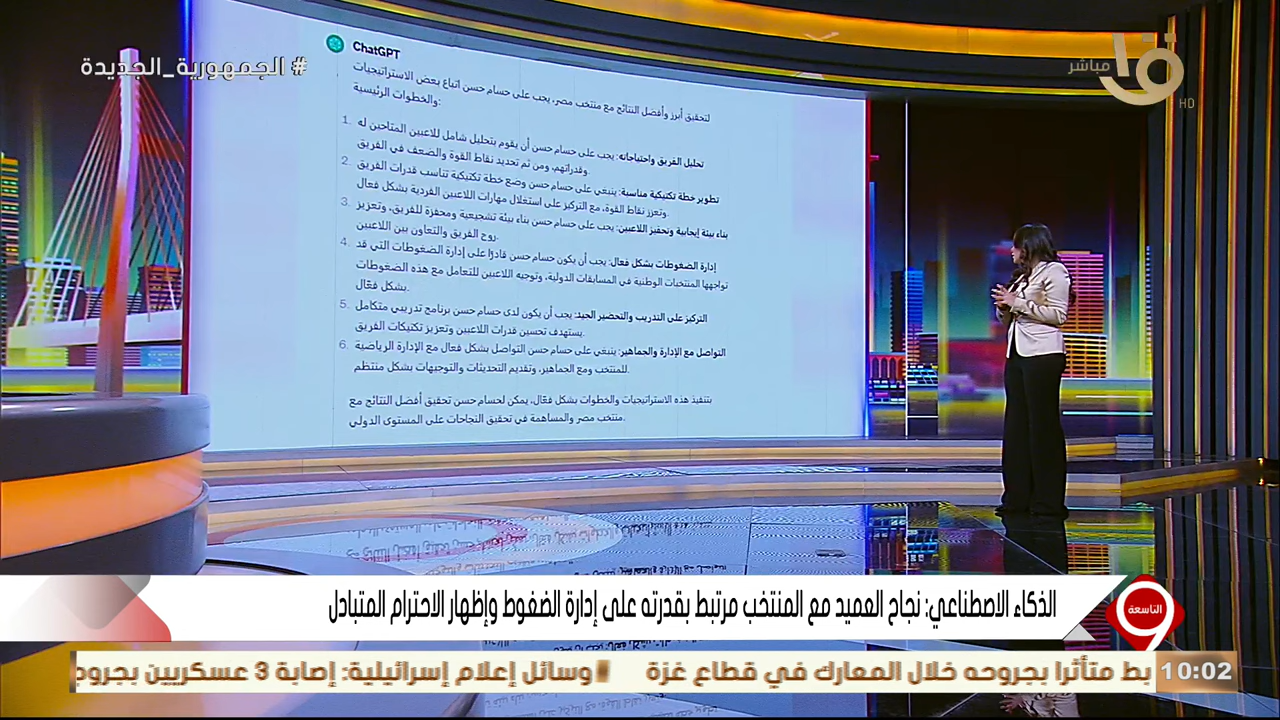 #الجمهورية_الجديدة
مباشر
HD
ChatGPT
لتحقيق أبرز وأفضل النتائج مع منتخب مصر، يجب على حسام حسن اتباع بعض الاستراتيجيات
والخطوات الرئيسية:
1. تحليل الفريق واحتياجاته: يجب على حسام حسن أن يقوم بتحليل شامل للاعبين المتاحين له
وقدراتهم، ومن ثم تحديد نقاط القوة والضعف في الفريق.
2. تطوير خطة تكتيكية مناسبة: ينبغي على حسام حسن وضع خطة تكتيكية تناسب قدرات الفريق
وتعزز نقاط القوة، مع التركيز على استغلال مهارات اللاعبين الفردية بشكل فعال.
3. بناء بيئة إيجابية وتحفيز اللاعبين: يجب على حسام حسن بناء بيئة تشجيعية ومحفزة للفريق، وتعزيز
روح الفريق والتعاون بين اللاعبين.
4. إدارة الضغوطات بشكل فعال: يجب أن يكون حسام حسن قادرًا على إدارة الضغوطات التي قد
تواجهها المنتخبات الوطنية في المسابقات الدولية، وتوجيه اللاعبين للتعامل مع هذه الضغوطات
بشكل فعّال.
5. التركيز على التدريب والتحضير الجيد: يجب أن يكون لدى حسام حسن برنامج تدريبي متكامل
يستهدف تحسين قدرات اللاعبين وتعزيز تكتيكات الفريق.
6. التواصل مع الإدارة والجماهير: ينبغي على حسام حسن التواصل بشكل فعال مع الإدارة الرياضية
للمنتخب ومع الجماهير، وتقديم التحديثات والتوجيهات بشكل منتظم.
بتنفيذ هذه الاستراتيجيات والخطوات بشكل فعّال، يمكن لحسام حسن تحقيق أفضل النتائج مع
منتخب مصر والمساهمة في تحقيق النجاحات على المستوى الدولي.
التاسعة
الذكاء الاصطناعي: نجاح العميد مع المنتخب مرتبط بقدرته على إدارة الضغوط وإظهار الاحترام المتبادل
10:02
بط متأثرا بجروحه خلال المعارك في قطاع غزة وسائل إعلام إسرائيلية: إصابة 3 عسكريين بجروح